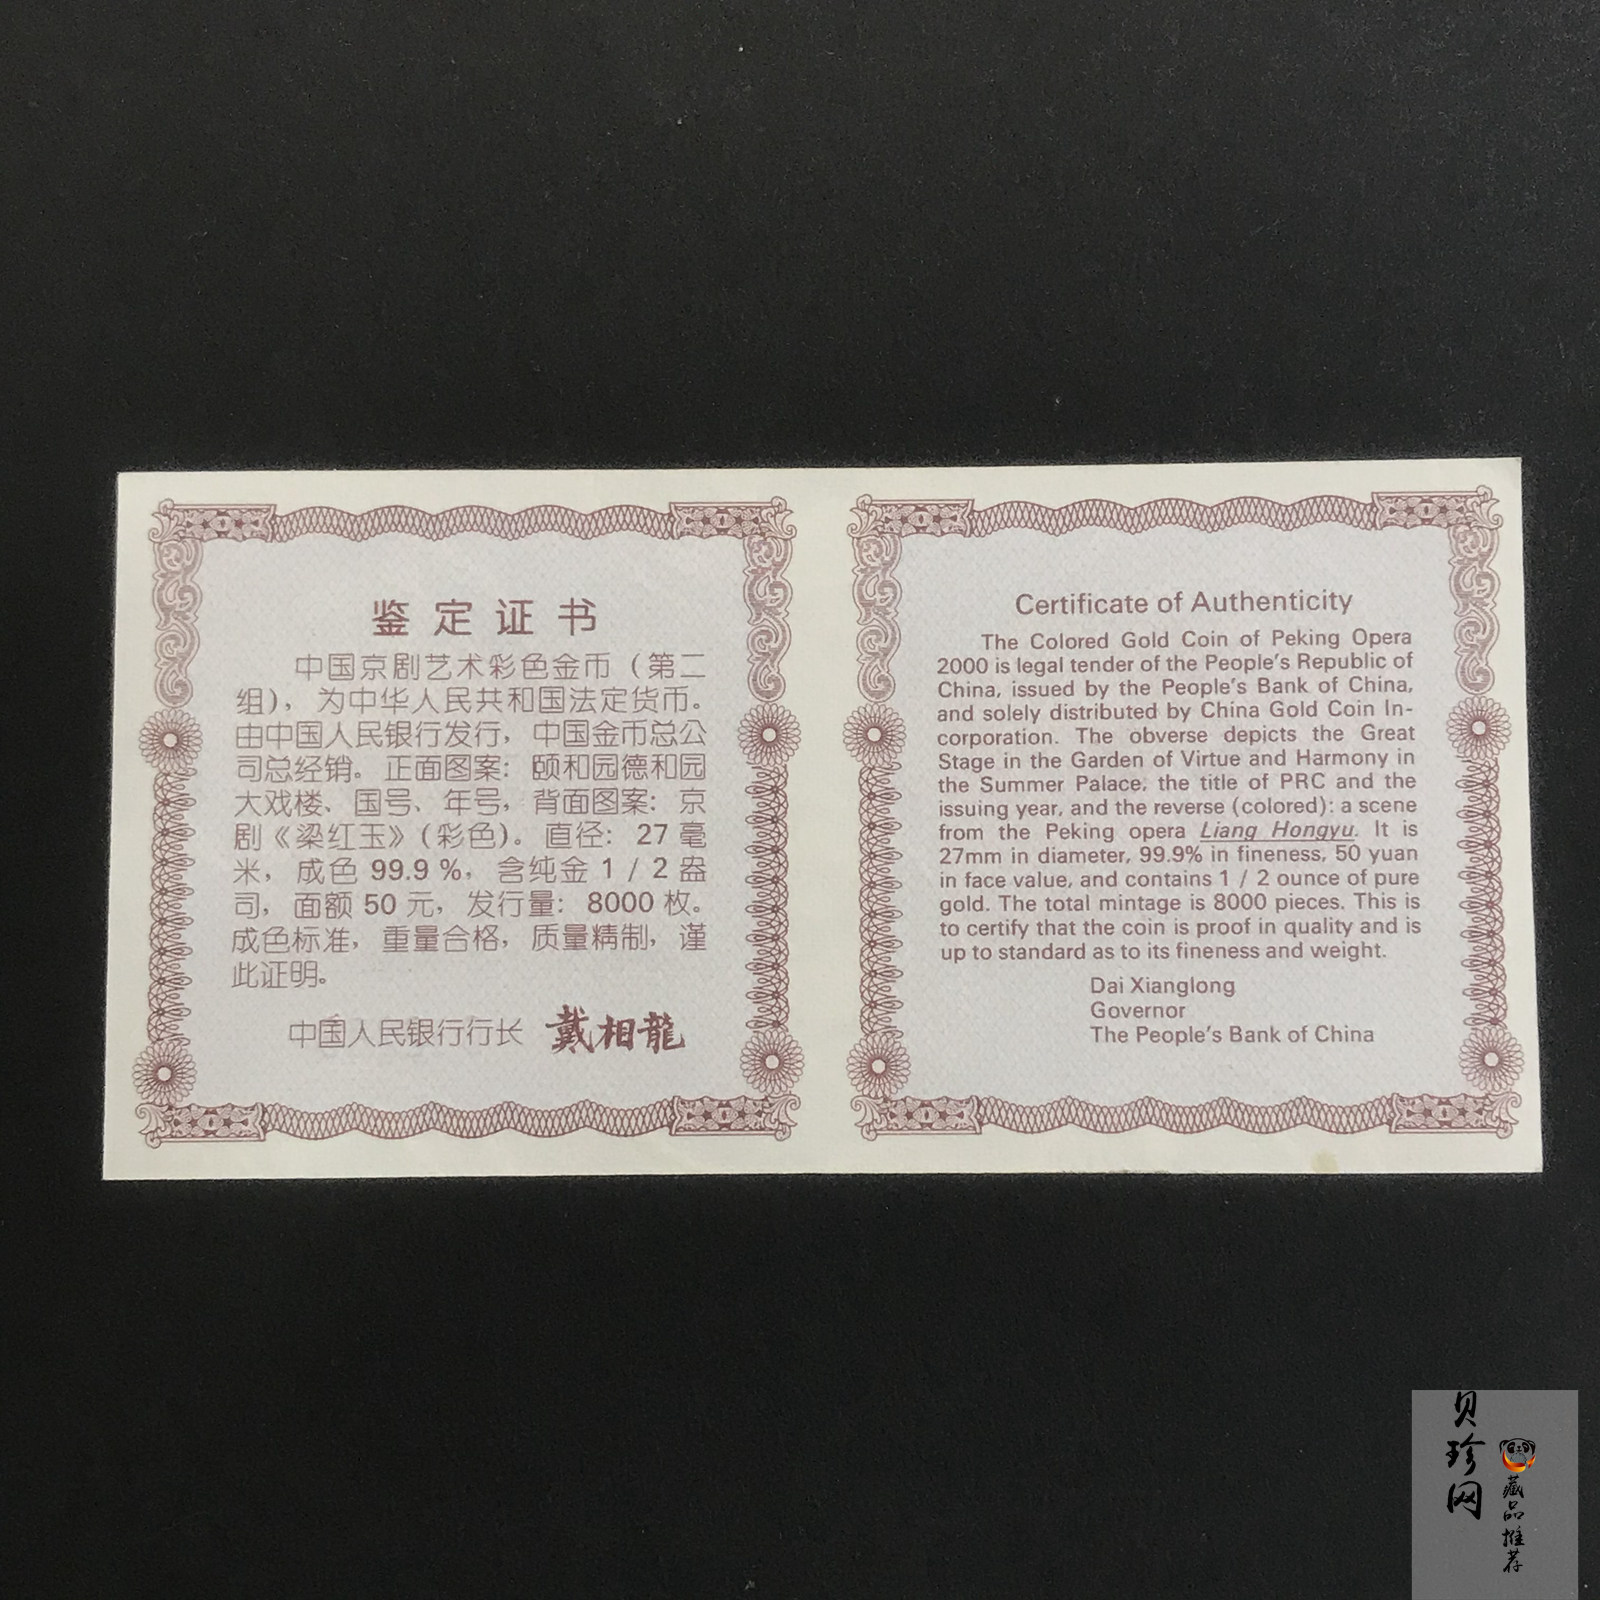 鉴定证书
中国京剧艺术彩色金币（第二
组），为中华人民共和国法定货币。
由中国人民银行发行，中国金币总公
司总经销。正面图案：颐和园德和园
大戏楼、国号、年号，背面图案：京
剧《梁红玉》（彩色）。直径：27毫
米，成色99.9%，含纯金1/2盎
司，面额50元，发行量：8000枚。
成色标准，重量合格，质量精制，谨
此证明。
中国人民银行行长 戴相龍
Certificate of Authenticity
The Colored Gold Coin of Peking Opera
2000 is legal tender of the People's Republic of
China, issued by the People's Bank of China,
and solely distributed by China Gold Coin In-
corporation. The obverse depicts the Great
Stage in the Garden of Virtue and Harmony in
the Summer Palace, the title of PRC and the
issuing year, and the reverse (colored): a scene
from the Peking opera Liang Hongyu. It is
27mm in diameter, 99.9% in fineness, 50 yuan
in face value, and contains 1 / 2 ounce of pure
gold. The total mintage is 8000 pieces. This is
to certify that the coin is proof in quality and is
up to standard as to its fineness and weight.
Dai Xianglong
Governor
The People's Bank of China
贝珍网
藏品推荐